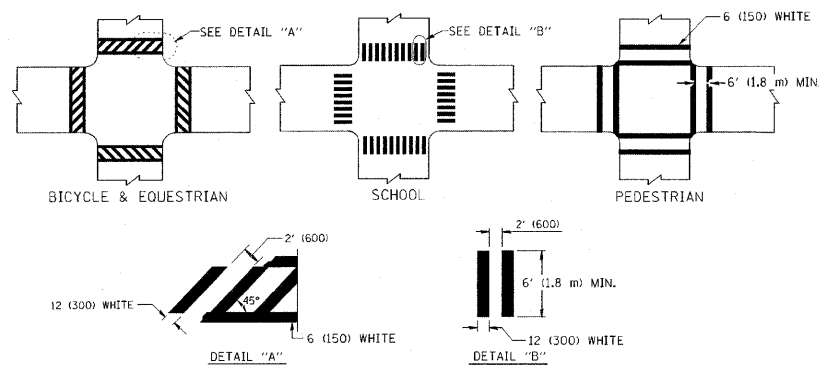 SEE DETAIL "A"
SEE DETAIL "B"
6 (150) WHITE
6' (1.8 m) MIN.
BICYCLE & EQUESTRIAN
SCHOOL
PEDESTRIAN
2' (600)
12 (300) WHITE
45°
6 (150) WHITE
DETAIL "A"
2' (600)
6' (1.8 m) MIN.
12 (300) WHITE
DETAIL "B"